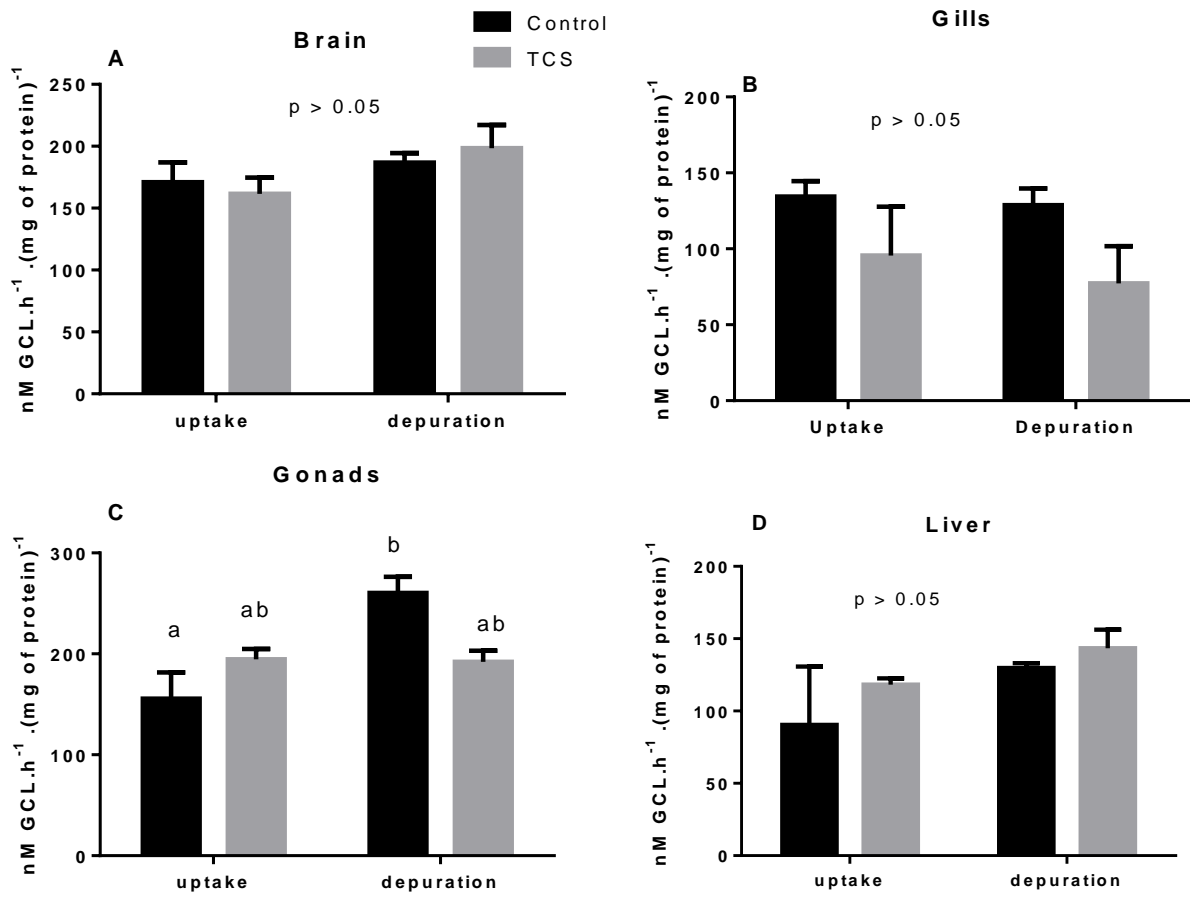 Control
TCS
Brain
A
p > 0.05
nM GCL.h-1 .(mg of protein)-1
250
200
150
100
50
0
uptake depuration
Gills
B
p > 0.05
nM GCL.h-1 .(mg of protein)-1
200
150
100
50
0
Uptake Depuration
Gonads
C
nM GCL.h-1 .(mg of protein)-1
300
200
100
0
a
ab
b
ab
uptake depuration
D
Liver
p > 0.05
nM GCL.h-1 .(mg of protein)-1
200
150
100
50
0
uptake depuration